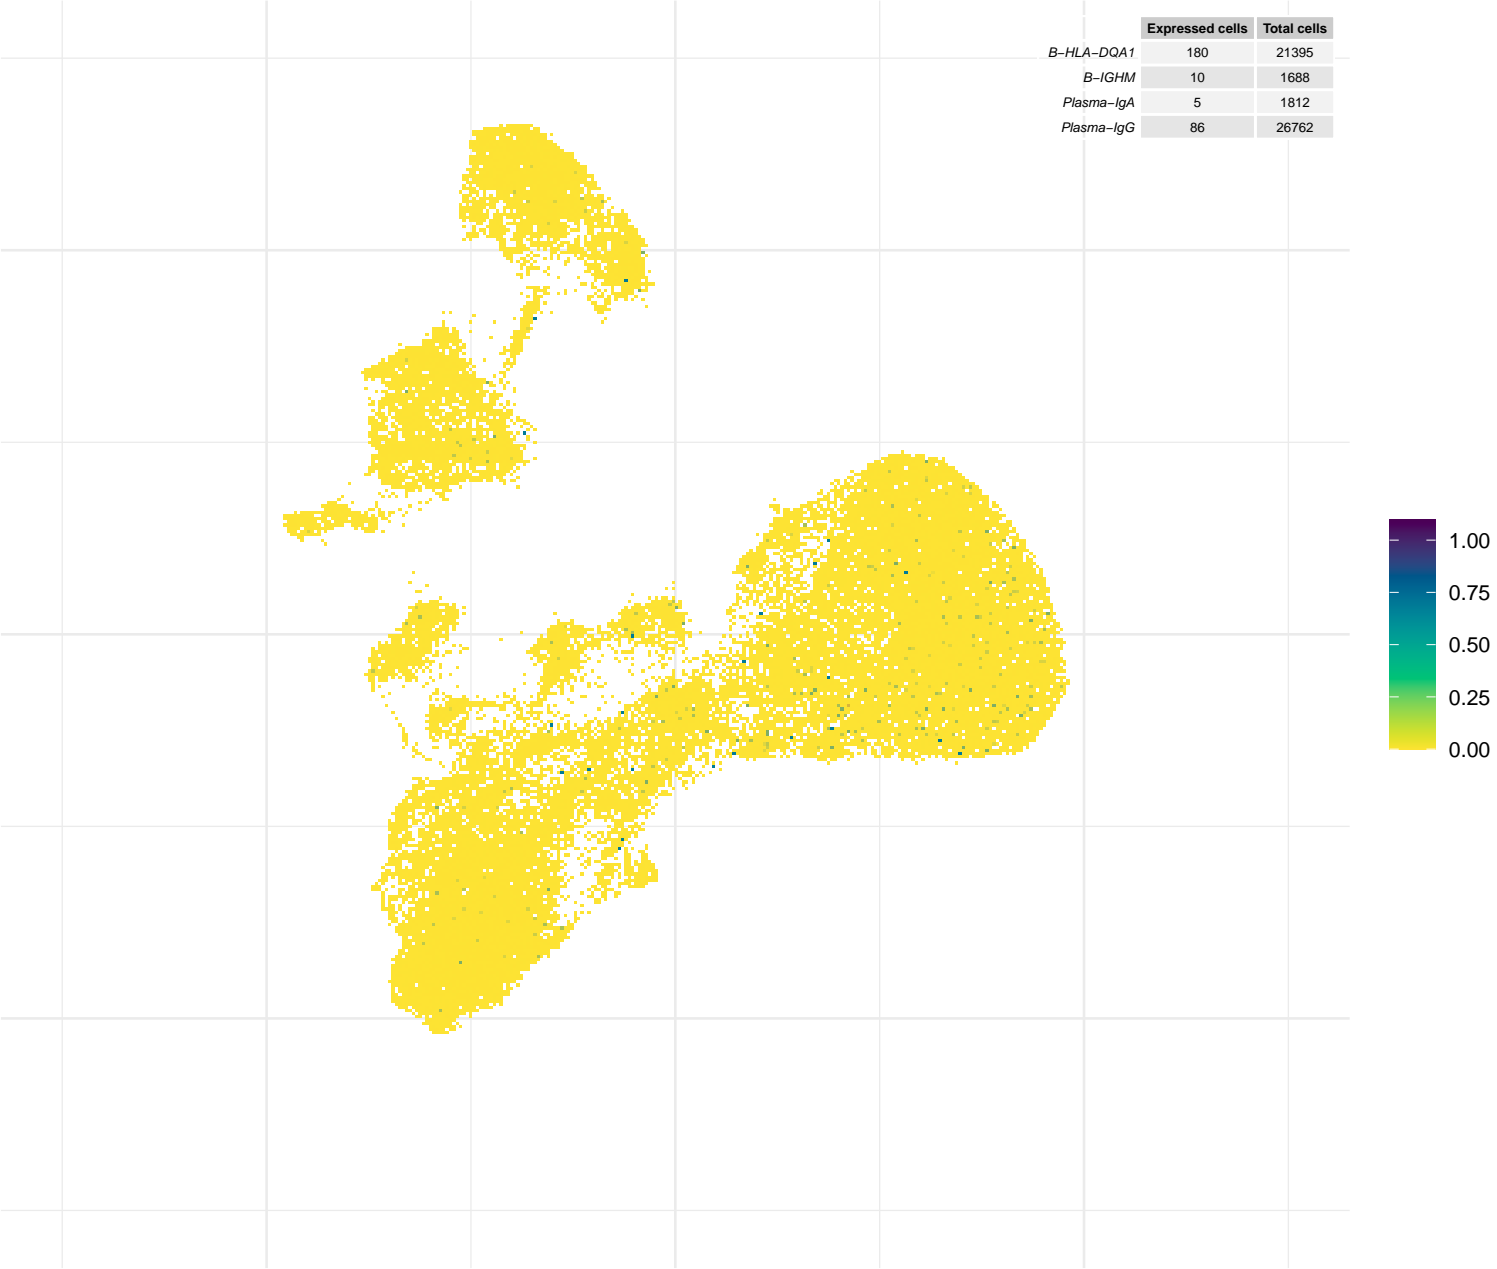 Expressed cells Total cells
B−HLA−DQA1 180 21395
B−IGHM 10 1688
Plasma−IgA 5 1812
Plasma−IgG 86 26762
1.00
0.75
0.50
0.25
0.00